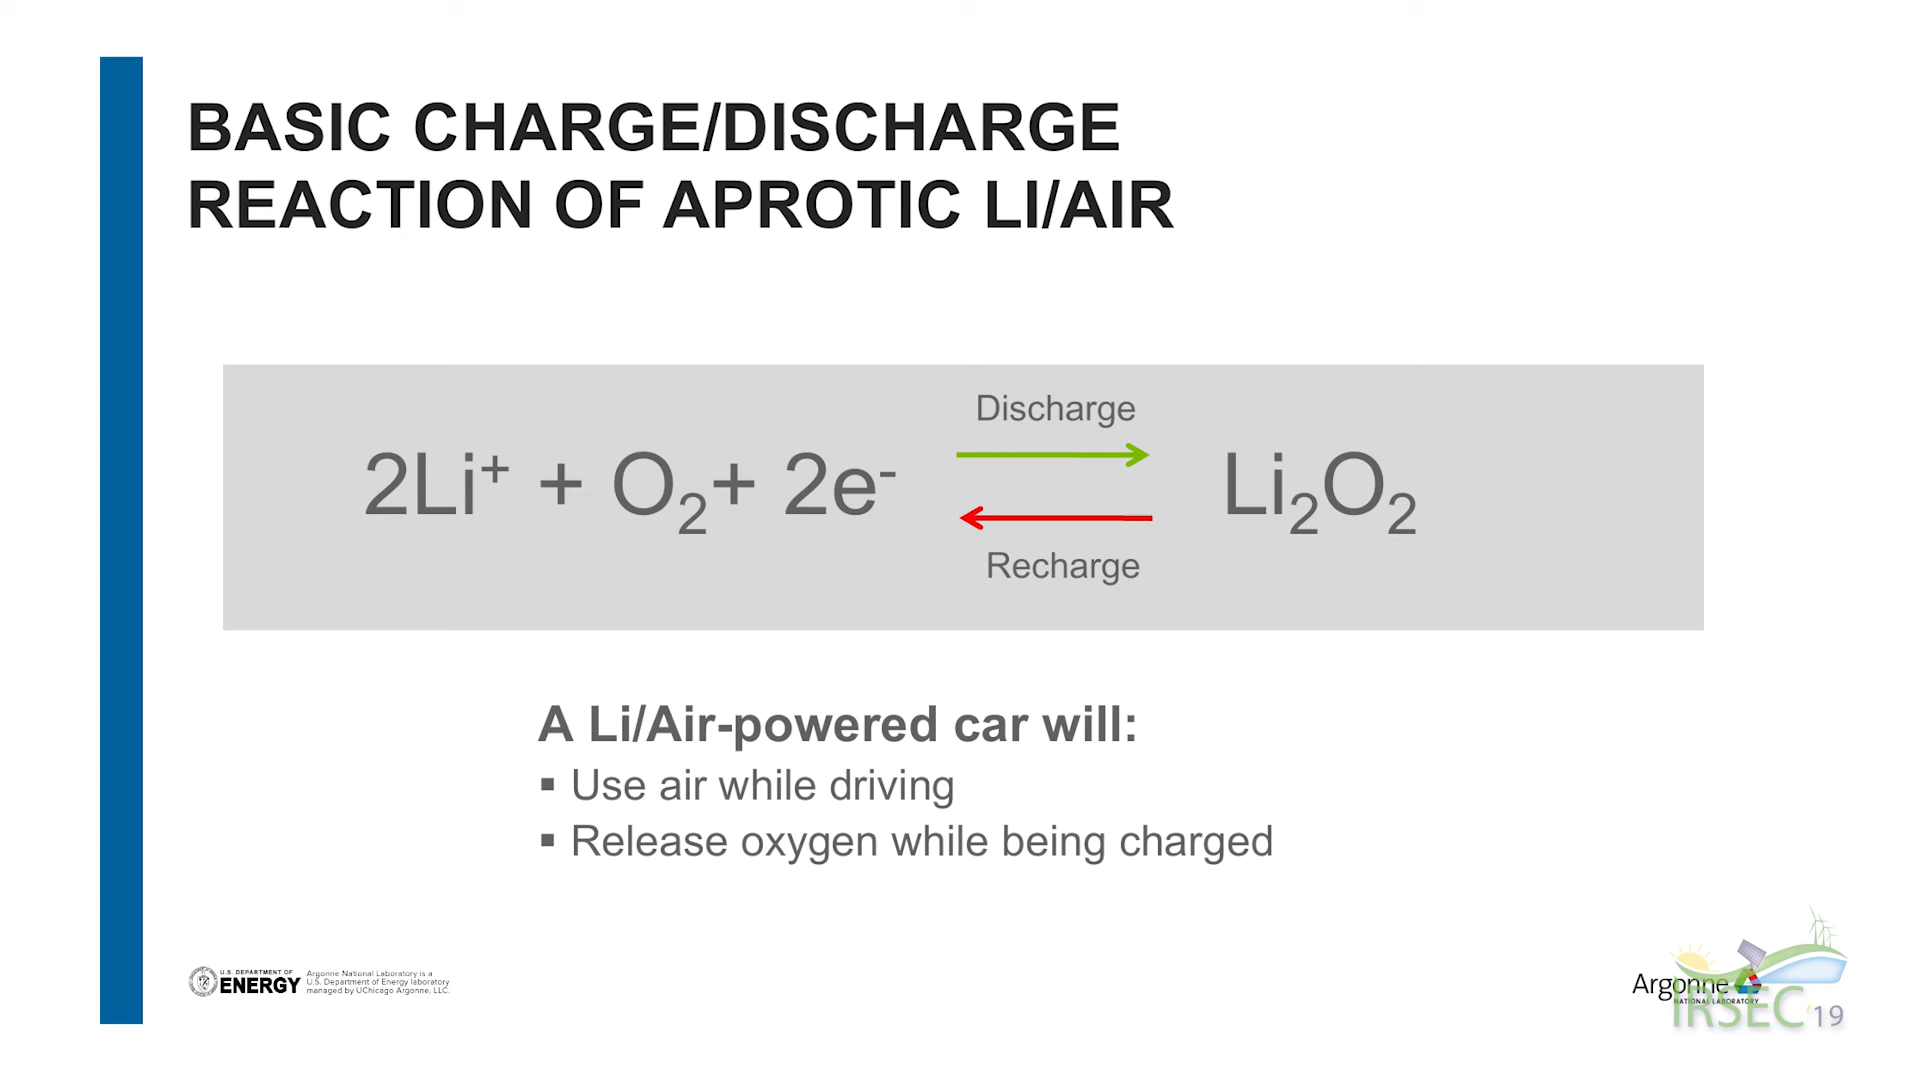 BASIC CHARGE/DISCHARGE
REACTION OF APROTIC LI/AIR
Discharge
2Li⁺ + O₂+ 2e⁻ Li₂O₂
Recharge
A Li/Air-powered car will:
▪ Use air while driving
▪ Release oxygen while being charged
U.S. DEPARTMENT OF
ENERGY
Argonne National Laboratory is a
U.S. Department of Energy laboratory
managed by UChicago Argonne, LLC.
Argonne
NATIONAL LABORATORY
IRSEC'19